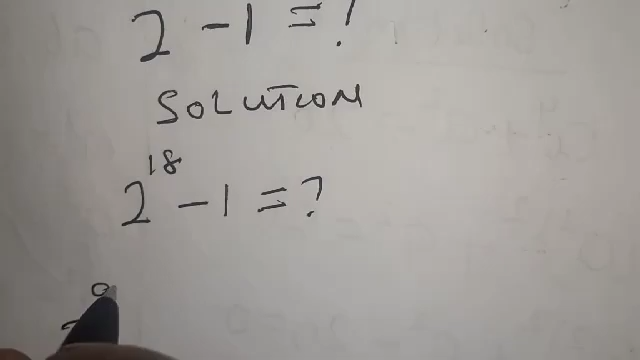 2 - 1 = ?
SOLUTION
2¹⁸ - 1 = ?